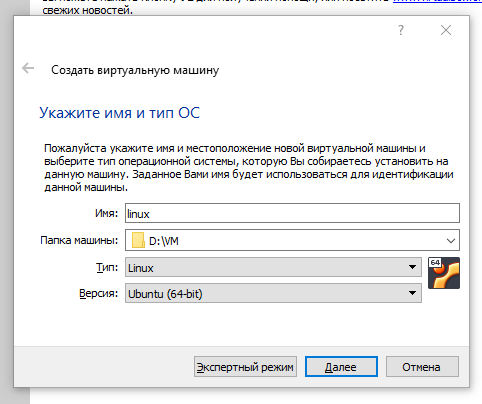 свежих новостей.
?
Создать виртуальную машину
Укажите имя и тип ОС
Пожалуйста укажите имя и местоположение новой виртуальной машины и
выберите тип операционной системы, которую Вы собираетесь установить на
данную машину. Заданное Вами имя будет использоваться для идентификации
данной машины.
Имя: linux
Папка машины: D:\VM
Тип: Linux
64
Версия: Ubuntu (64-bit)
Экспертный режим Далее Отмена